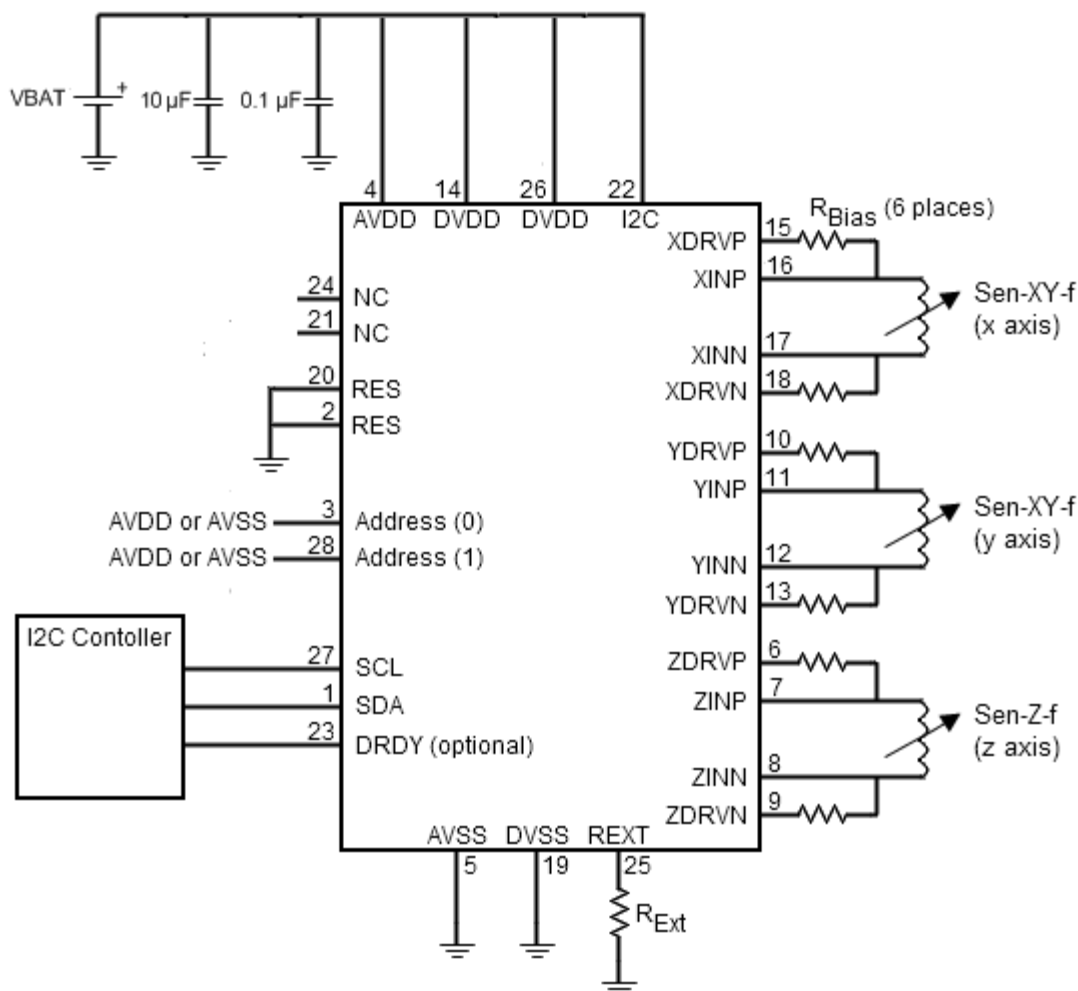 VBAT
+
10 µF
0.1 µF
4
14
26
22
AVDD
DVDD
DVDD
I2C
R Bias (6 places)
24
NC
21
NC
20
RES
2
RES
AVDD or AVSS
3
Address (0)
AVDD or AVSS
28
Address (1)
I2C Contoller
27
SCL
1
SDA
23
DRDY (optional)
XDRVP
15
XINP
16
Sen-XY-f
(x axis)
XINN
17
XDRVN
18
YDRVP
10
YINP
11
Sen-XY-f
(y axis)
YINN
12
YDRVN
13
ZDRVP
6
ZINP
7
Sen-Z-f
(z axis)
ZINN
8
ZDRVN
9
AVSS
DVSS
REXT
5
19
25
R Ext